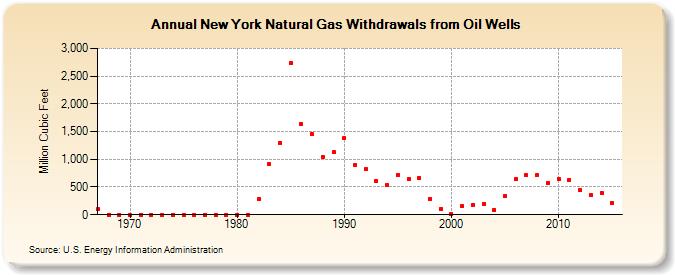 Annual New York Natural Gas Withdrawals from Oil Wells
Million Cubic Feet
3,000
2,500
2,000
1,500
1,000
500
0
1970 1980 1990 2000 2010
Source: U.S. Energy Information Administration